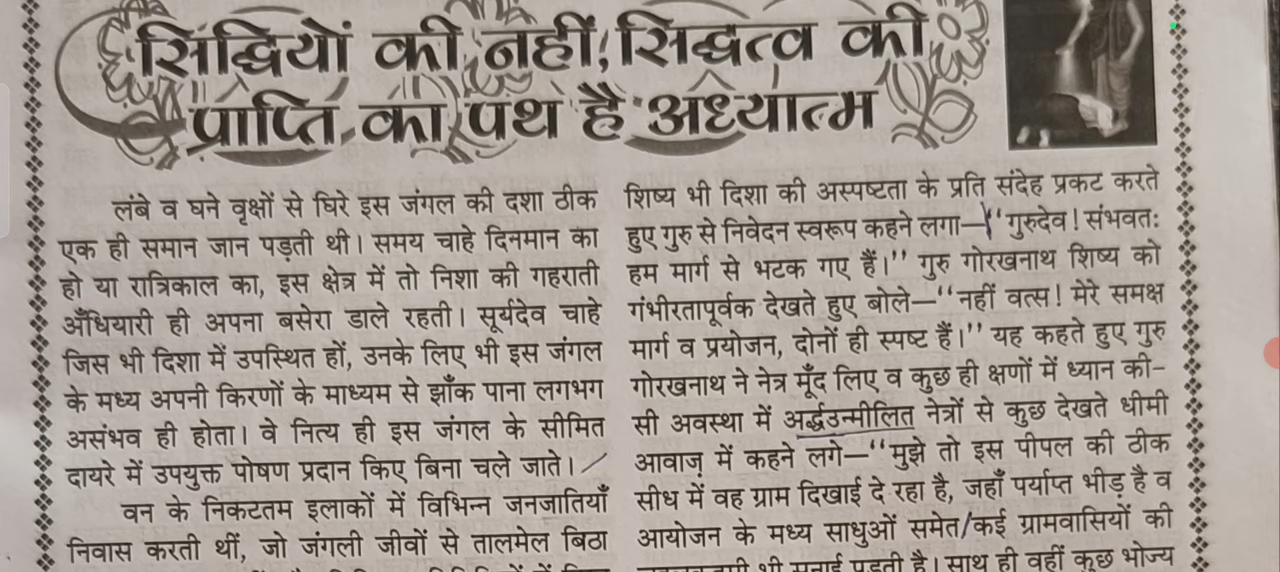 सिद्धियों की नहीं, सिद्धत्व की
प्राप्ति का पथ है अध्यात्म
लंबे व घने वृक्षों से घिरे इस जंगल की दशा ठीक
एक ही समान जान पड़ती थी। समय चाहे दिनमान का
हो या रात्रिकाल का, इस क्षेत्र में तो निशा की गहराती
अँधियारी ही अपना बसेरा डाले रहती। सूर्यदेव चाहे
जिस भी दिशा में उपस्थित हों, उनके लिए भी इस जंगल
के मध्य अपनी किरणों के माध्यम से झाँक पाना लगभग
असंभव ही होता। वे नित्य ही इस जंगल के सीमित
दायरे में उपयुक्त पोषण प्रदान किए बिना चले जाते।
वन के निकटतम इलाकों में विभिन्न जनजातियाँ
निवास करती थीं, जो जंगली जीवों से तालमेल बिठा
शिष्य भी दिशा की अस्पष्टता के प्रति संदेह प्रकट करते
हुए गुरु से निवेदन स्वरूप कहने लगा—‘‘गुरुदेव! संभवतः
हम मार्ग से भटक गए हैं।’’ गुरु गोरखनाथ शिष्य को
गंभीरतापूर्वक देखते हुए बोले—‘‘नहीं वत्स! मेरे समक्ष
मार्ग व प्रयोजन, दोनों ही स्पष्ट हैं।’’ यह कहते हुए गुरु
गोरखनाथ ने नेत्र मूँद लिए व कुछ ही क्षणों में ध्यान की-
सी अवस्था में अर्द्धउन्मीलित नेत्रों से कुछ देखते धीमी
आवाज़ में कहने लगे—‘‘मुझे तो इस पीपल की ठीक
सीध में वह ग्राम दिखाई दे रहा है, जहाँ पर्याप्त भीड़ है व
आयोजन के मध्य साधुओं समेत/कई ग्रामवासियों की
भी सुनाई पड़ती है। साथ ही वहीं कुछ भोज्य